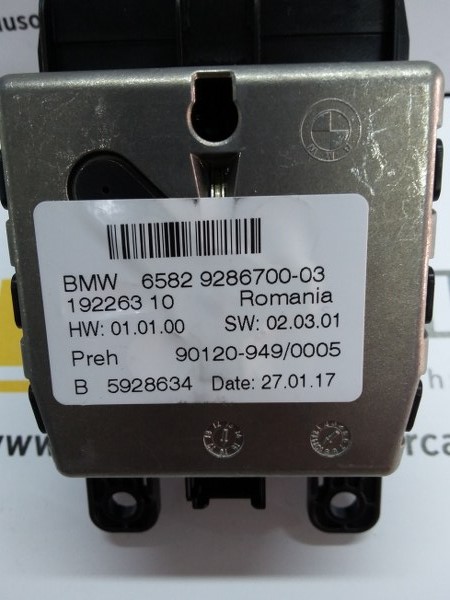 BMW 6582 9286700-03
192263 10 Romania
HW: 01.01.00 SW: 02.03.01
Preh 90120-949/0005
B 5928634 Date: 27.01.17